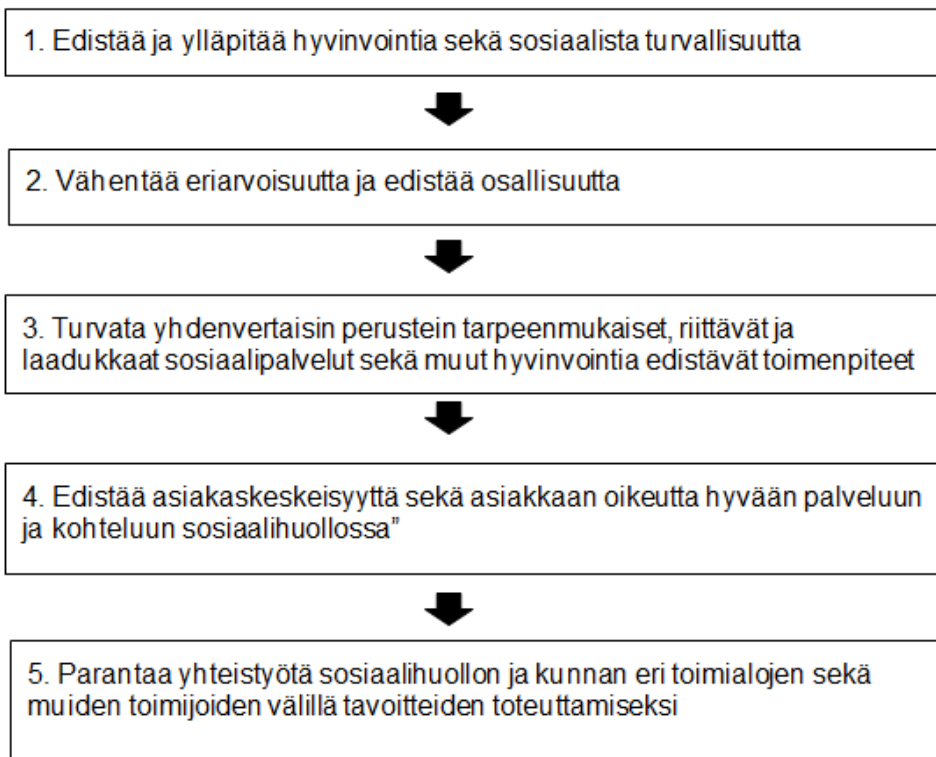 1. Edistää ja ylläpitää hyvinvointia sekä sosiaalista turvallisuutta
2. Vähentää eriarvoisuutta ja edistää osallisuutta
3. Turvata yhdenvertaisin perustein tarpeenmukaiset, riittävät ja
laadukkaat sosiaalipalvelut sekä muut hyvinvointia edistävät toimenpiteet
4. Edistää asiakaskeskeisyyttä sekä asiakkaan oikeutta hyvään palveluun
ja kohteluun sosiaalihuollossa”
5. Parantaa yhteistyötä sosiaalihuollon ja kunnan eri toimialojen sekä
muiden toimijoiden välillä tavoitteiden toteuttamiseksi